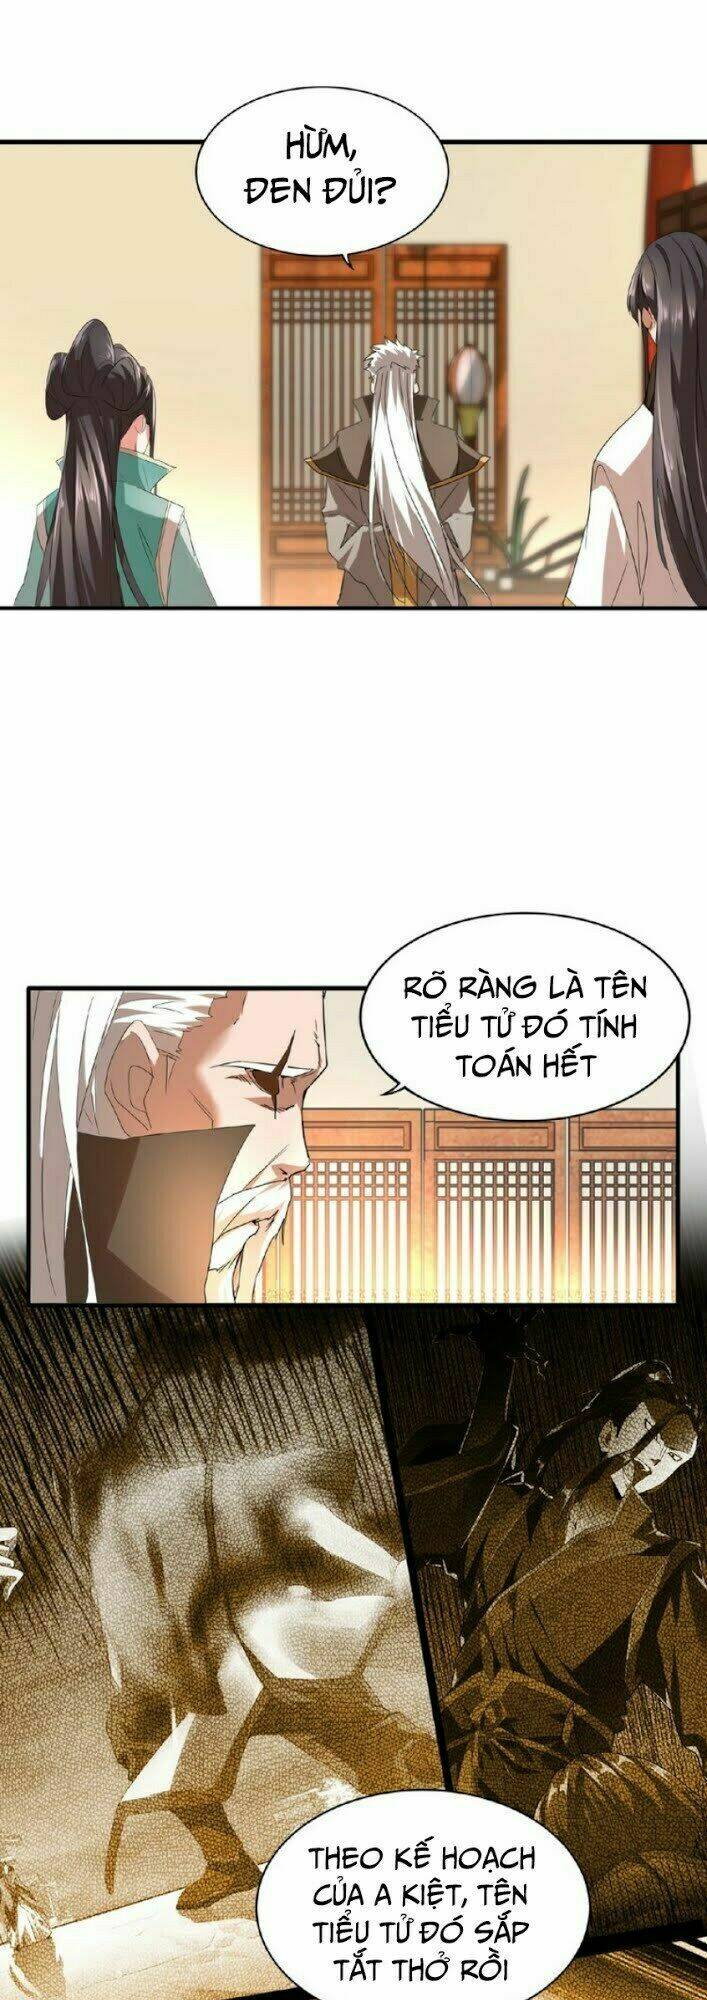 HỪM,
ĐEN ĐỦI?
RÕ RÀNG LÀ TÊN
TIỂU TỬ ĐÓ TÍNH
TOÁN HẾT
THEO KẾ HOẠCH
CỦA A KIỆT, TÊN
TIỂU TỬ ĐÓ SẮP
TẮT THỞ RỒI